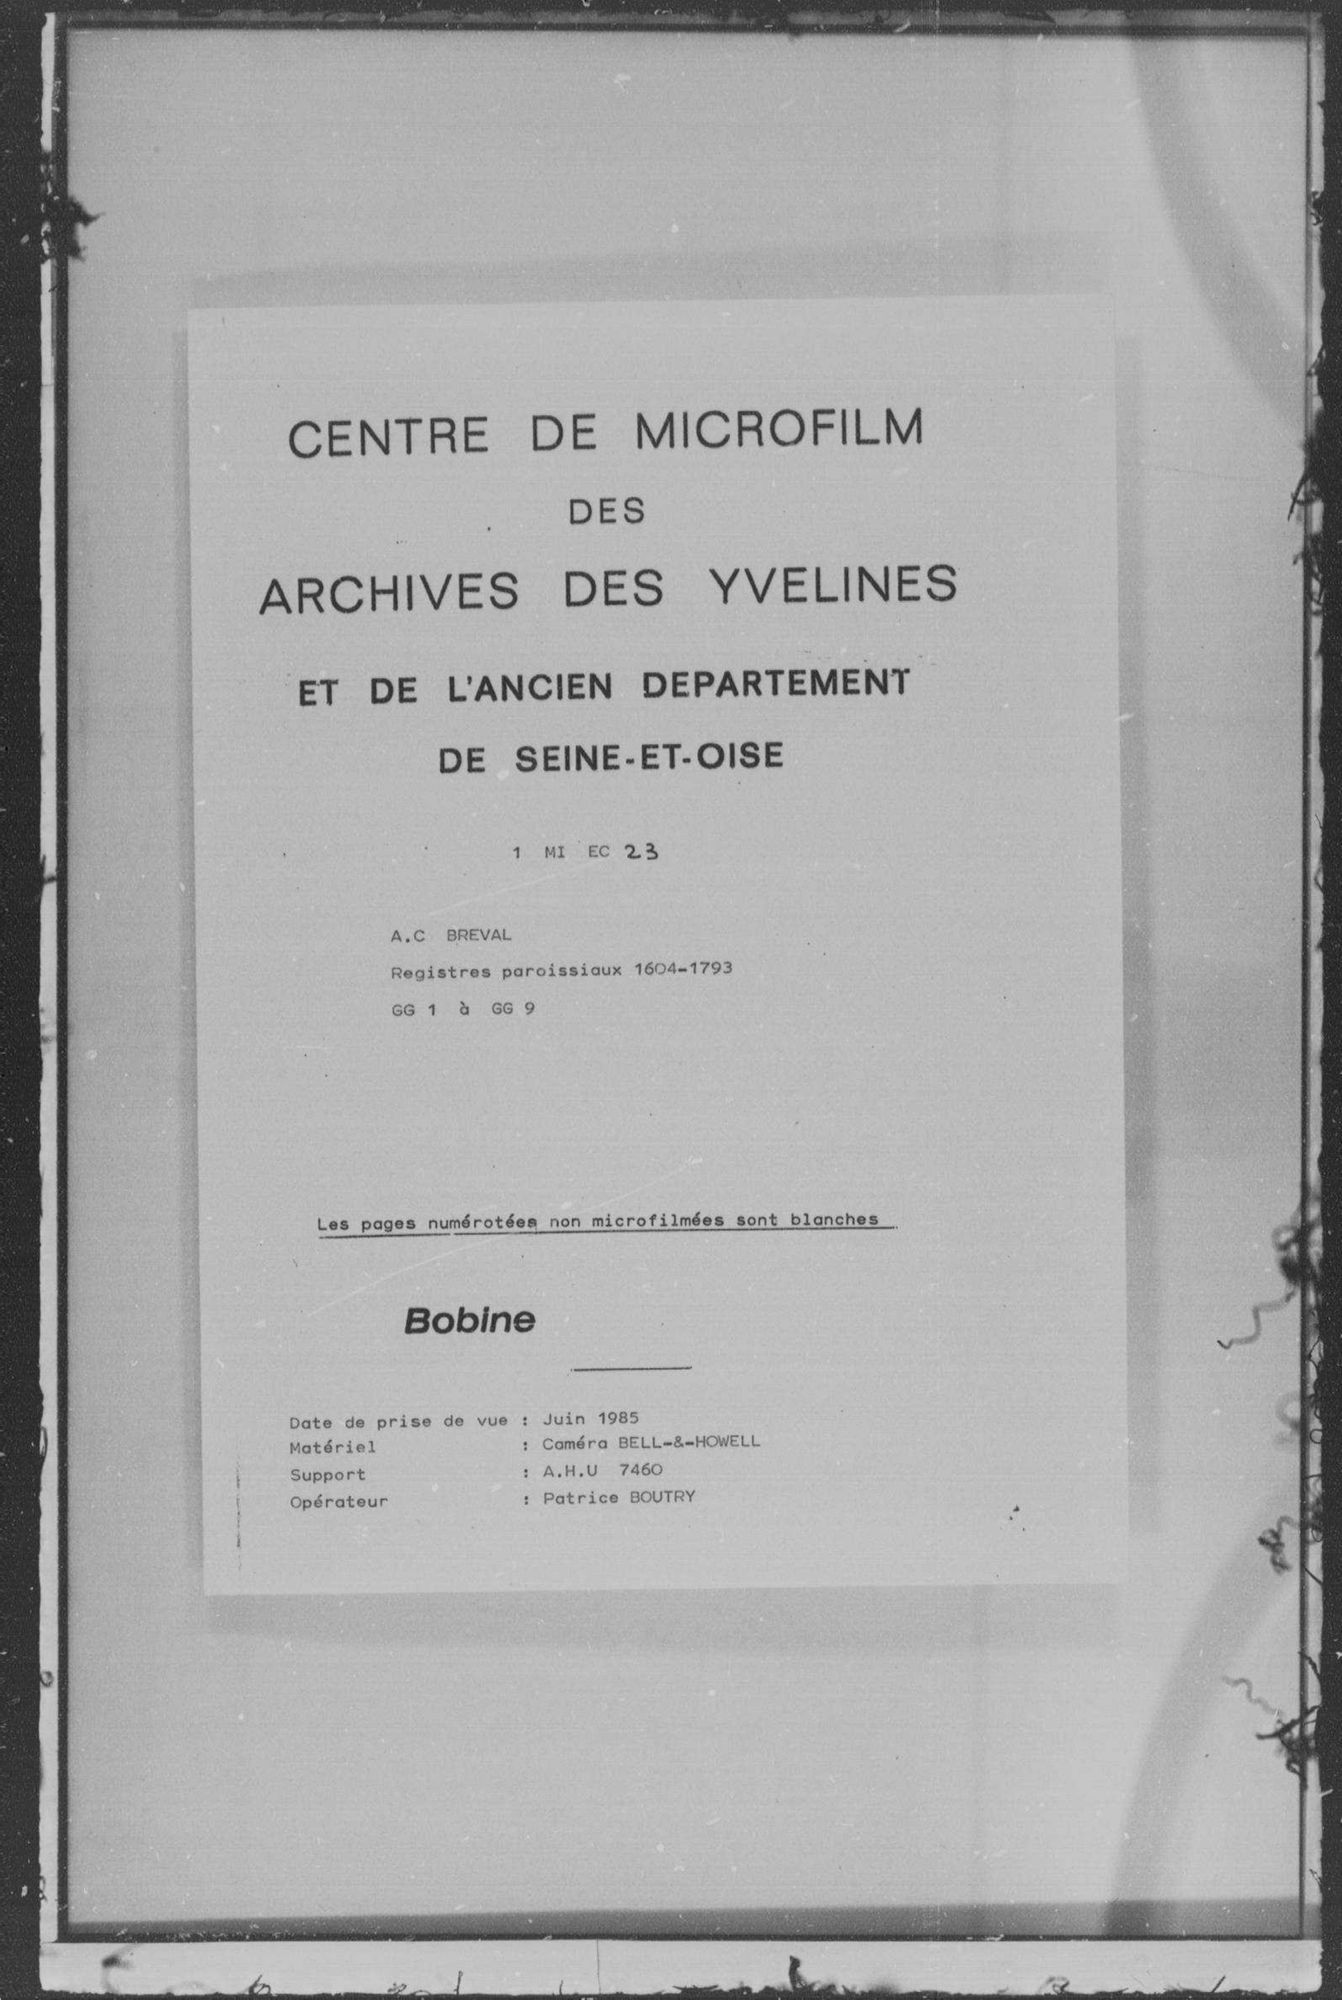 CENTRE DE MICROFILM
DES
ARCHIVES DES YVELINES
ET DE L'ANCIEN DEPARTEMENT
DE SEINE-ET-OISE
1 MI EC 23
A.C BREVAL
Registres paroissiaux 1604-1793
GG 1 à GG 9
Les pages numérotées non microfilmées sont blanches
Bobine
Date de prise de vue : Juin 1985
Matériel : Caméra BELL-&-HOWELL
Support : A.H.U 7460
Opérateur : Patrice BOUTRY